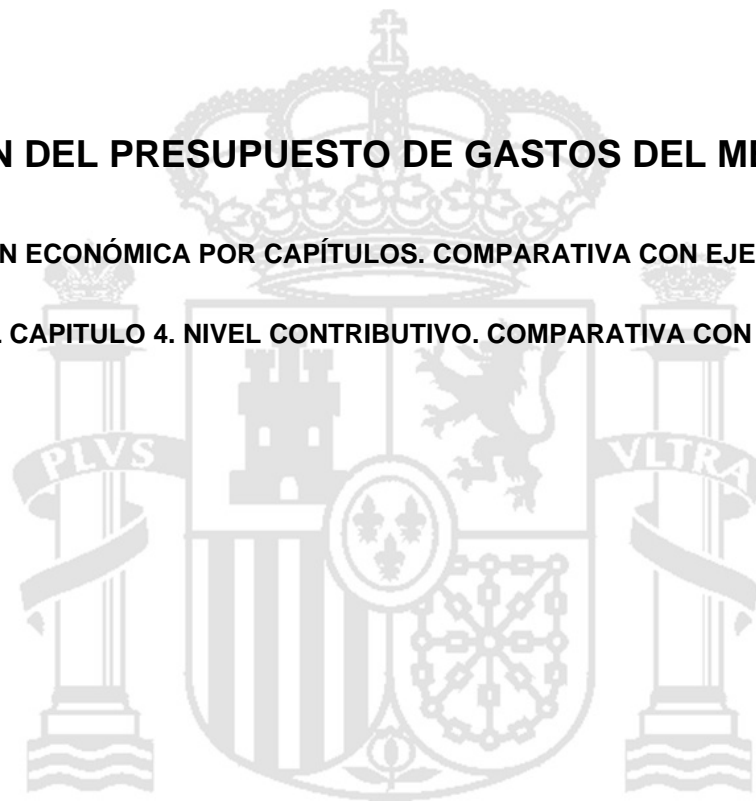 N DEL PRESUPUESTO DE GASTOS DEL
N ECONÓMICA POR CAPÍTULOS. COMPARATIVA CON EJE
CAPITULO 4. NIVEL CONTRIBUTIVO. COMPARATIVA CON
PLVS VLTRA